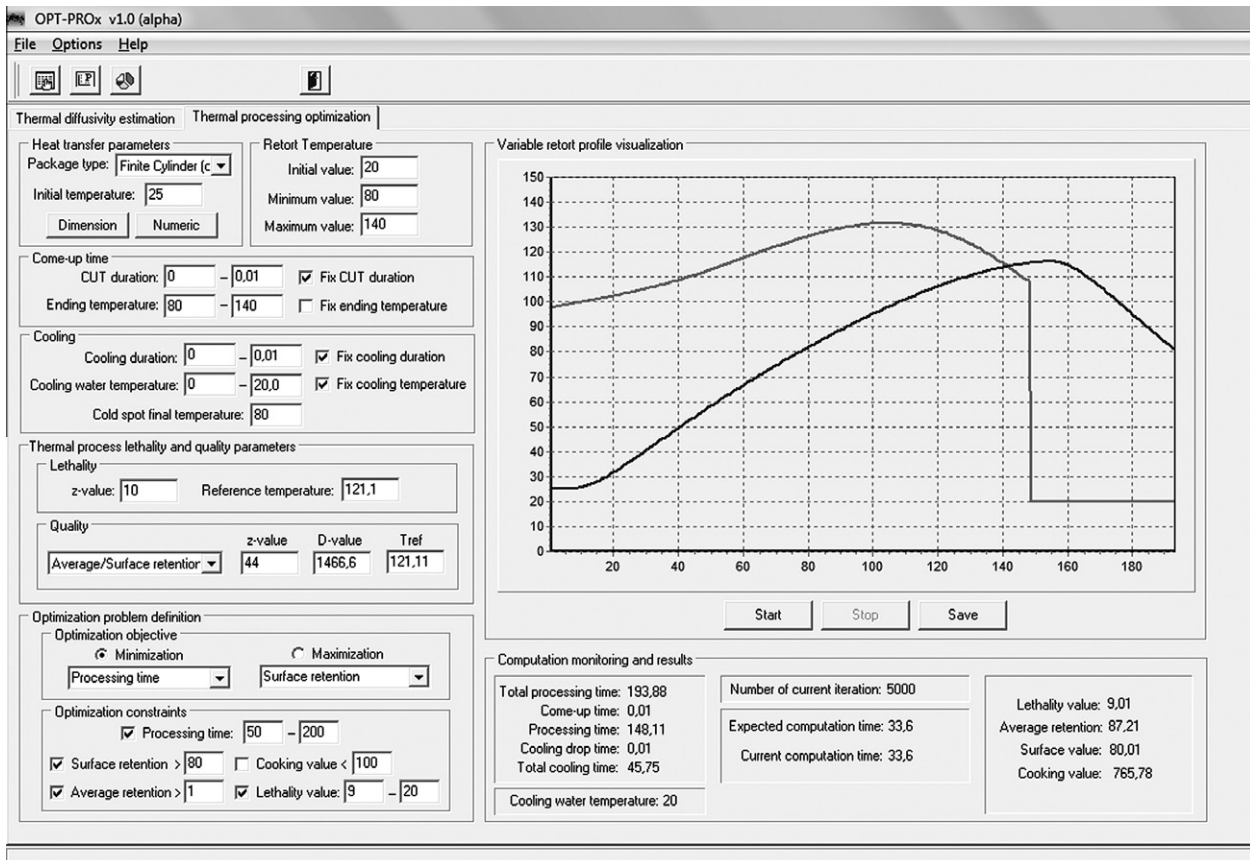 OPT-PROx v1.0 (alpha)
File Options Help
Thermal diffusivity estimation Thermal processing optimization
Heat transfer parameters
Package type: Finite Cylinder (c
Initial temperature: 25
Dimension Numeric
Retort Temperature
Initial value: 20
Minimum value: 80
Maximum value: 140
Come-up time
CUT duration: 0 – 0,01 Fix CUT duration
Ending temperature: 80 – 140 Fix ending temperature
Cooling
Cooling duration: 0 – 0,01 Fix cooling duration
Cooling water temperature: 0 – 20,0 Fix cooling temperature
Cold spot final temperature: 80
Thermal process lethality and quality parameters
Lethality
z-value: 10 Reference temperature: 121,1
Quality
z-value D-value Tref
Average/Surface retention 44 1466,6 121,11
Optimization problem definition
Optimization objective
Minimization Maximization
Processing time Surface retention
Optimization constraints
Processing time: 50 – 200
Surface retention > 80 Cooking value < 100
Average retention > 1 Lethality value: 9 – 20
Variable retort profile visualization
150
140
130
120
110
100
90
80
70
60
50
40
30
20
10
0
20 40 60 80 100 120 140 160 180
Start Stop Save
Computation monitoring and results
Total processing time: 193,88
Come-up time: 0,01
Processing time: 148,11
Cooling drop time: 0,01
Total cooling time: 45,75
Cooling water temperature: 20
Number of current iteration: 5000
Expected computation time: 33,6
Current computation time: 33,6
Lethality value: 9,01
Average retention: 87,21
Surface value: 80,01
Cooking value: 765,78